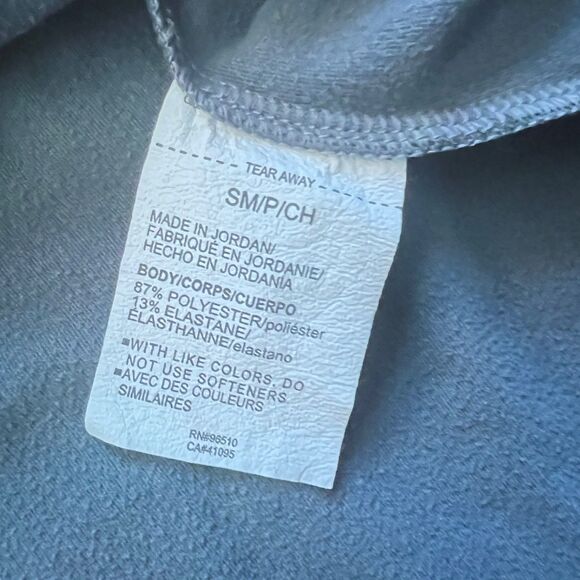 TEAR AWAY
SM/P/CH
MADE IN JORDAN/
FABRIQUÉ EN JORDANIE/
HECHO EN JORDANIA
BODY/CORPS/CUERPO
87% POLYESTER/poliéster
13% ELASTANE/
ÉLASTHANNE/elastano
▪WITH LIKE COLORS. DO
NOT USE SOFTENERS
▪AVEC DES COULEURS
SIMILAIRES
RN#96510
CA#41095